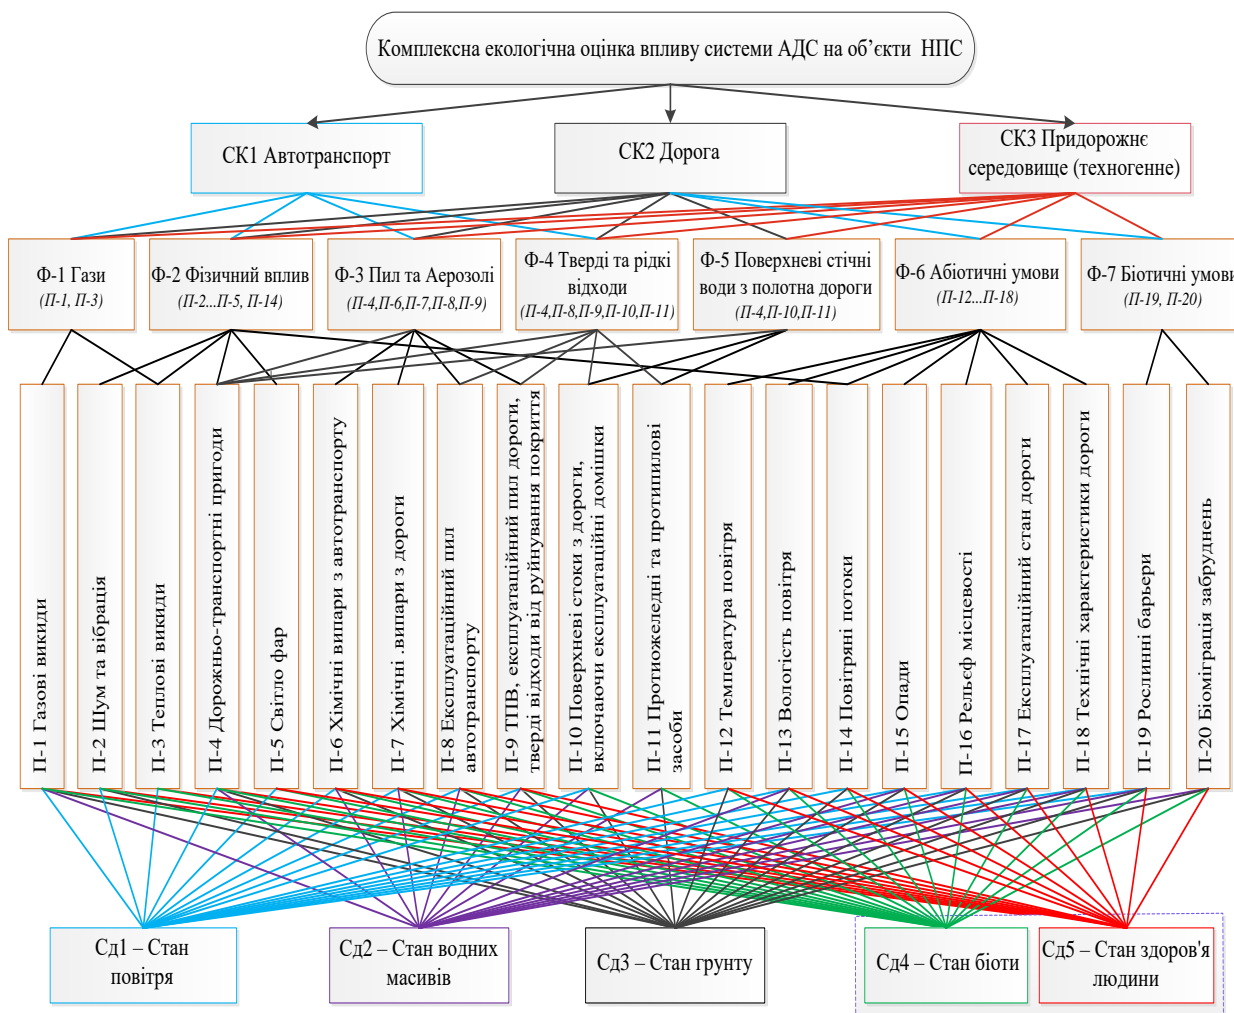 Комплексна екологічна оцінка впливу системи АДС на об’єкти НПС
СК1 Автотранспорт
СК2 Дорога
СК3 Придорожнє
середовище (техногенне)
Ф-1 Гази
(П-1, П-3)
Ф-2 Фізичний вплив
(П-2...П-5, П-14)
Ф-3 Пил та Аерозолі
(П-4,П-6,П-7,П-8,П-9)
Ф-4 Тверді та рідкі
відходи
(П-4,П-8,П-9,П-10,П-11)
Ф-5 Поверхневі стічні
води з полотна дороги
(П-4,П-10,П-11)
Ф-6 Абіотичні умови
(П-12...П-18)
Ф-7 Біотичні умови
(П-19, П-20)
П-1 Газові викиди
П-2 Шум та вібрація
П-3 Теплові викиди
П-4 Дорожньо-транспортні пригоди
П-5 Світло фар
П-6 Хімічні випари з автотранспорту
П-7 Хімічні .випари з дороги
П-8 Експлуатаційний пил
автотранспорту
П-9 ТПВ, експлуатаційний пил дороги,
тверді відходи від руйнування покриття
П-10 Поверхневі стоки з дороги,
включаючи експлуатаційні домішки
П-11 Протиожеледні та протипилові
засоби
П-12 Температура повітря
П-13 Вологість повітря
П-14 Повітряні потоки
П-15 Опади
П-16 Рельєф місцевості
П-17 Експлуатаційний стан дороги
П-18 Технічні характеристики дороги
П-19 Рослинні барьери
П-20 Біоміграція забруднень
Сд1 – Стан
повітря
Сд2 – Стан водних
масивів
Сд3 – Стан грунту
Сд4 – Стан біоти
Сд5 – Стан здоров'я
людини